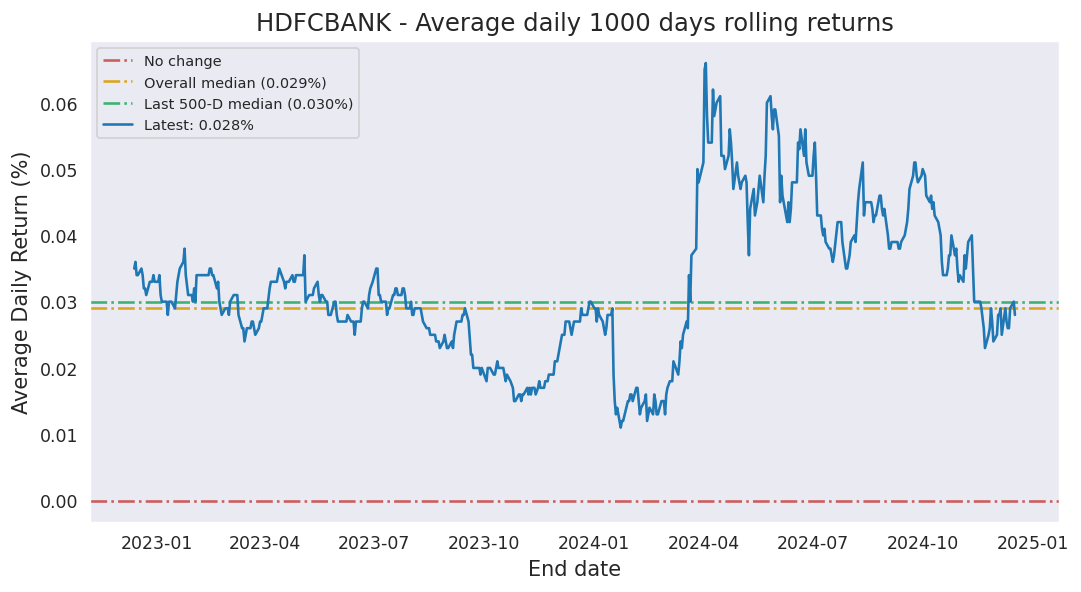 HDFCBANK - Average daily 1000 days rolling returns
No change
Overall median (0.029%)
Last 500-D median (0.030%)
Latest: 0.028%
Average Daily Return (%)
0.06
0.05
0.04
0.03
0.02
0.01
0.00
2023-01 2023-04 2023-07 2023-10 2024-01 2024-04 2024-07 2024-10 2025-01
End date